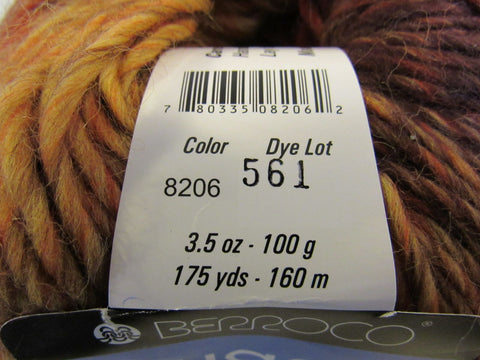 7 80335 08206 2
Color Dye Lot
8206 561
3.5 oz - 100 g
175 yds - 160 m
BERROCO